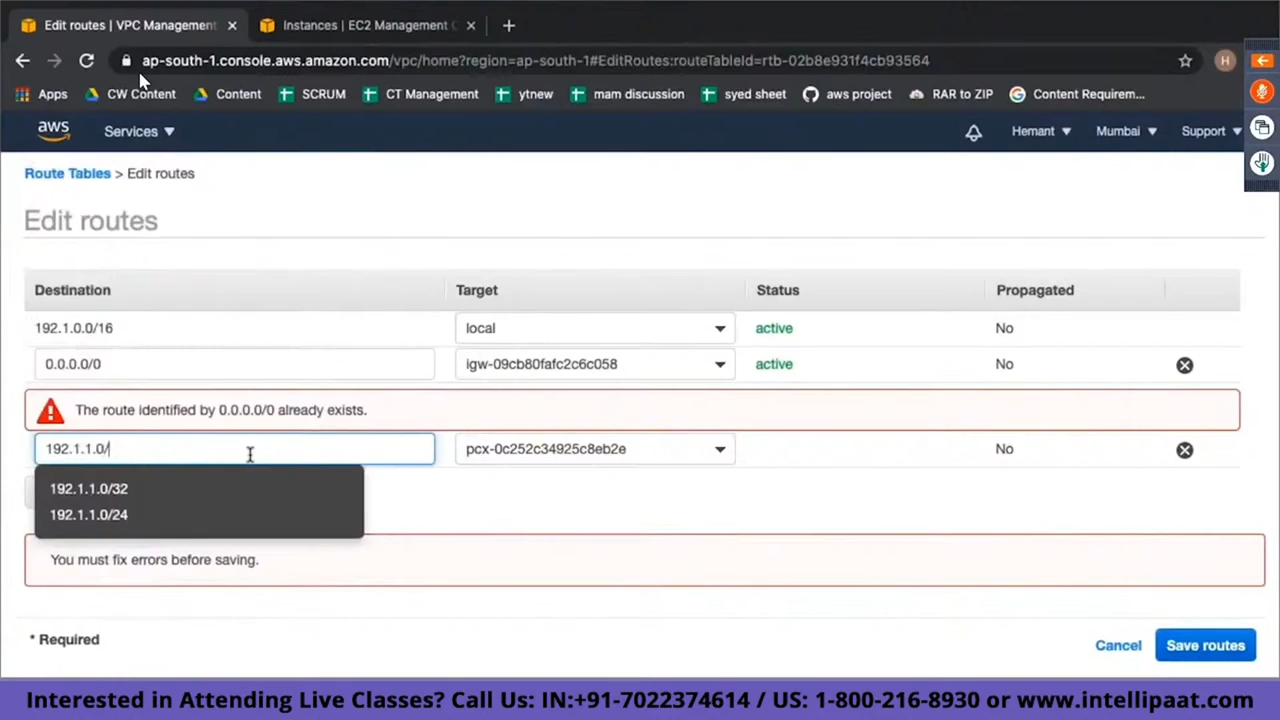 Edit routes | VPC Management
Instances | EC2 Management C
ap-south-1.console.aws.amazon.com/vpc/home?region=ap-south-1#EditRoutes:routeTableId=rtb-02b8e931f4cb93564
H
Apps CW Content Content SCRUM CT Management ytnew mam discussion syed sheet aws project RAR to ZIP Content Requirem...
aws Services Hemant Mumbai Support
Route Tables > Edit routes
Edit routes
Destination Target Status Propagated
192.1.0.0/16 local active No
0.0.0.0/0 igw-09cb80fafc2c6c058 active No
The route identified by 0.0.0.0/0 already exists.
192.1.1.0/ pcx-0c252c34925c8eb2e No
192.1.1.0/32
192.1.1.0/24
You must fix errors before saving.
* Required Cancel Save routes
Interested in Attending Live Classes? Call Us: IN:+91-7022374614 / US: 1-800-216-8930 or www.intellipaat.com